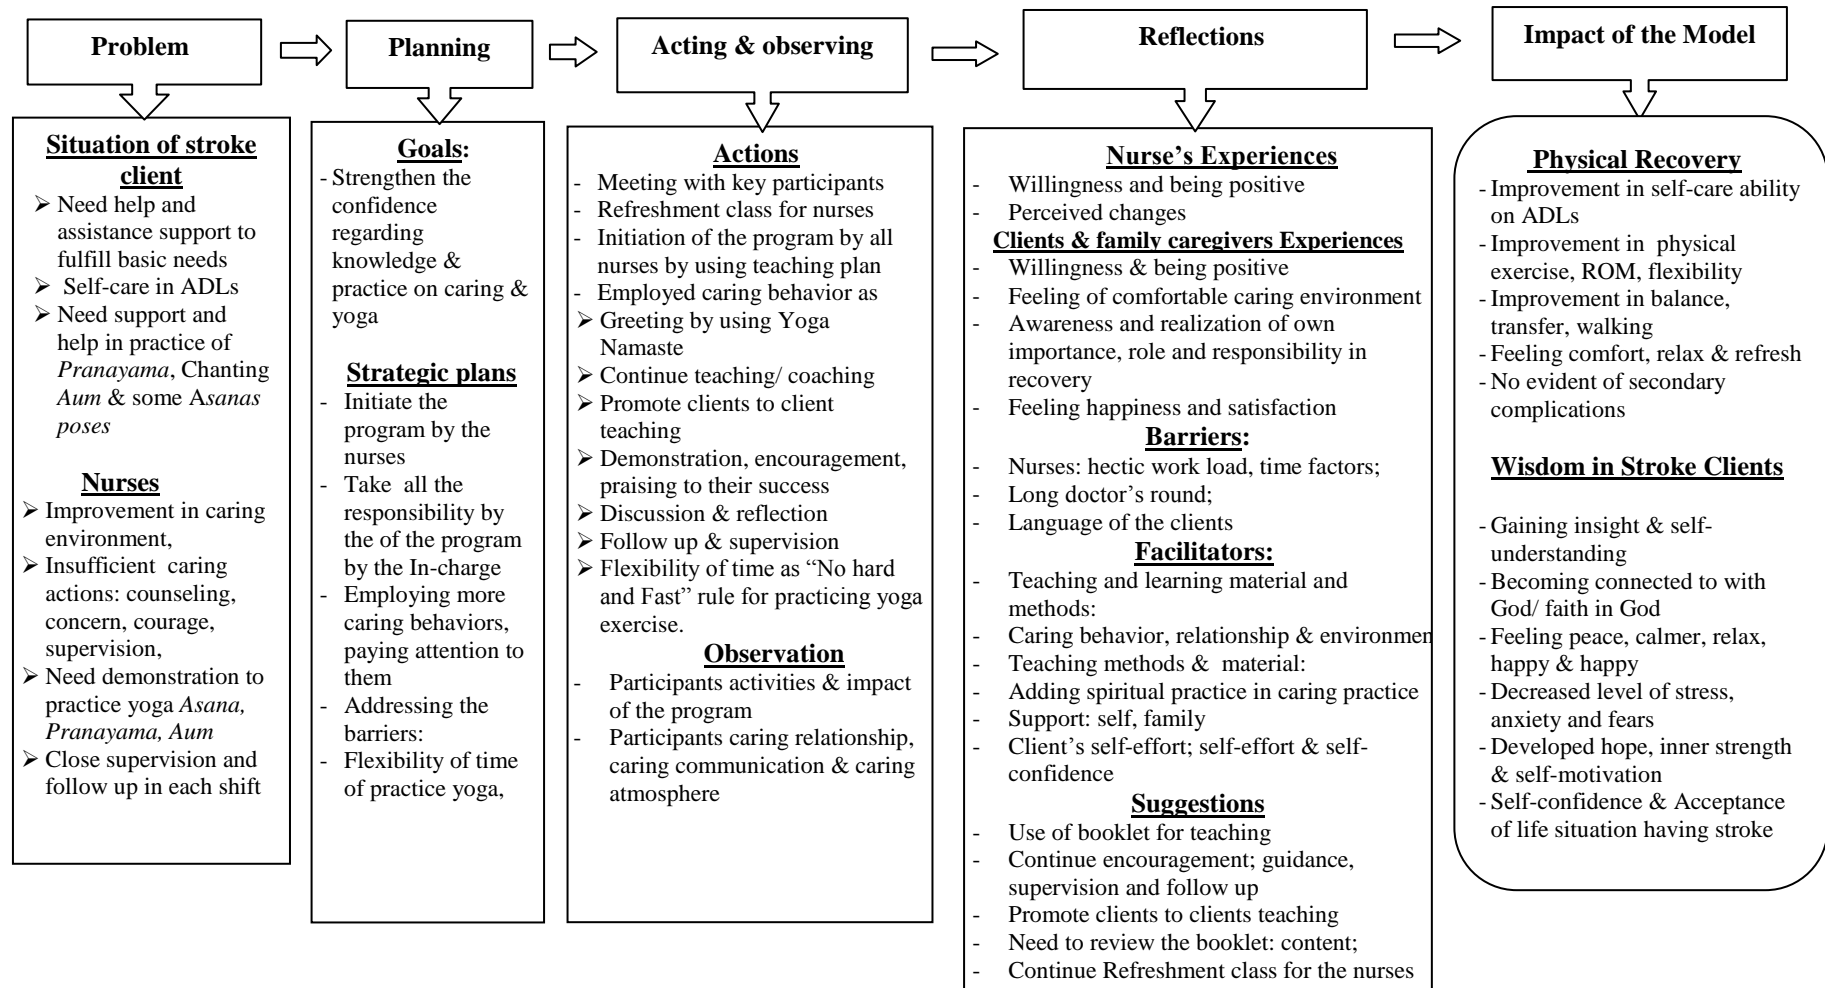 Problem
Planning
Acting & observing
Reflections
Impact of the Model
Situation of stroke
client
➢ Need help and
assistance support to
fulfill basic needs
➢ Self-care in ADLs
➢ Need support and
help in practice of
Pranayama, Chanting
Aum & some Asanas
poses
Nurses
➢ Improvement in caring
environment,
➢ Insufficient caring
actions: counseling,
concern, courage,
supervision,
➢ Need demonstration to
practice yoga Asana,
Pranayama, Aum
➢ Close supervision and
follow up in each shift
Goals:
- Strengthen the
confidence
regarding
knowledge &
practice on caring &
yoga
Strategic plans
- Initiate the
program by the
nurses
- Take all the
responsibility by
the of the program
by the In-charge
- Employing more
caring behaviors,
paying attention to
them
- Addressing the
barriers:
- Flexibility of time
of practice yoga,
Actions
- Meeting with key participants
- Refreshment class for nurses
- Initiation of the program by all
nurses by using teaching plan
- Employed caring behavior as
➢ Greeting by using Yoga
Namaste
➢ Continue teaching/ coaching
➢ Promote clients to client
teaching
➢ Demonstration, encouragement,
praising to their success
➢ Discussion & reflection
➢ Follow up & supervision
➢ Flexibility of time as “No hard
and Fast” rule for practicing yoga
exercise.
Observation
- Participants activities & impact
of the program
- Participants caring relationship,
caring communication & caring
atmosphere
Nurse’s Experiences
- Willingness and being positive
- Perceived changes
Clients & family caregivers Experiences
- Willingness & being positive
- Feeling of comfortable caring environment
- Awareness and realization of own
importance, role and responsibility in
recovery
- Feeling happiness and satisfaction
Barriers:
- Nurses: hectic work load, time factors;
- Long doctor’s round;
- Language of the clients
Facilitators:
- Teaching and learning material and
methods:
- Caring behavior, relationship & environmen
- Teaching methods & material:
- Adding spiritual practice in caring practice
- Support: self, family
- Client’s self-effort; self-effort & self-
confidence
Suggestions
- Use of booklet for teaching
- Continue encouragement; guidance,
supervision and follow up
- Promote clients to clients teaching
- Need to review the booklet: content;
- Continue Refreshment class for the nurses
Physical Recovery
- Improvement in self-care ability
on ADLs
- Improvement in physical
exercise, ROM, flexibility
- Improvement in balance,
transfer, walking
- Feeling comfort, relax & refresh
- No evident of secondary
complications
Wisdom in Stroke Clients
- Gaining insight & self-
understanding
- Becoming connected to with
God/ faith in God
- Feeling peace, calmer, relax,
happy & happy
- Decreased level of stress,
anxiety and fears
- Developed hope, inner strength
& self-motivation
- Self-confidence & Acceptance
of life situation having stroke